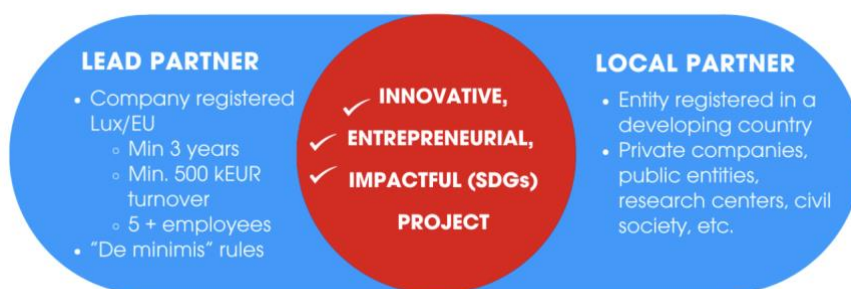 LEAD PARTNER
• Company registered
Lux/EU
○ Min 3 years
○ Min. 500 kEUR
turnover
○ 5 + employees
• "De minimis" rules
INNOVATIVE,
ENTREPRENEURIAL,
IMPACTFUL (SDGs)
PROJECT
LOCAL PARTNER
• Entity registered in a
developing country
• Private companies,
public entities,
research centers, civil
society, etc.